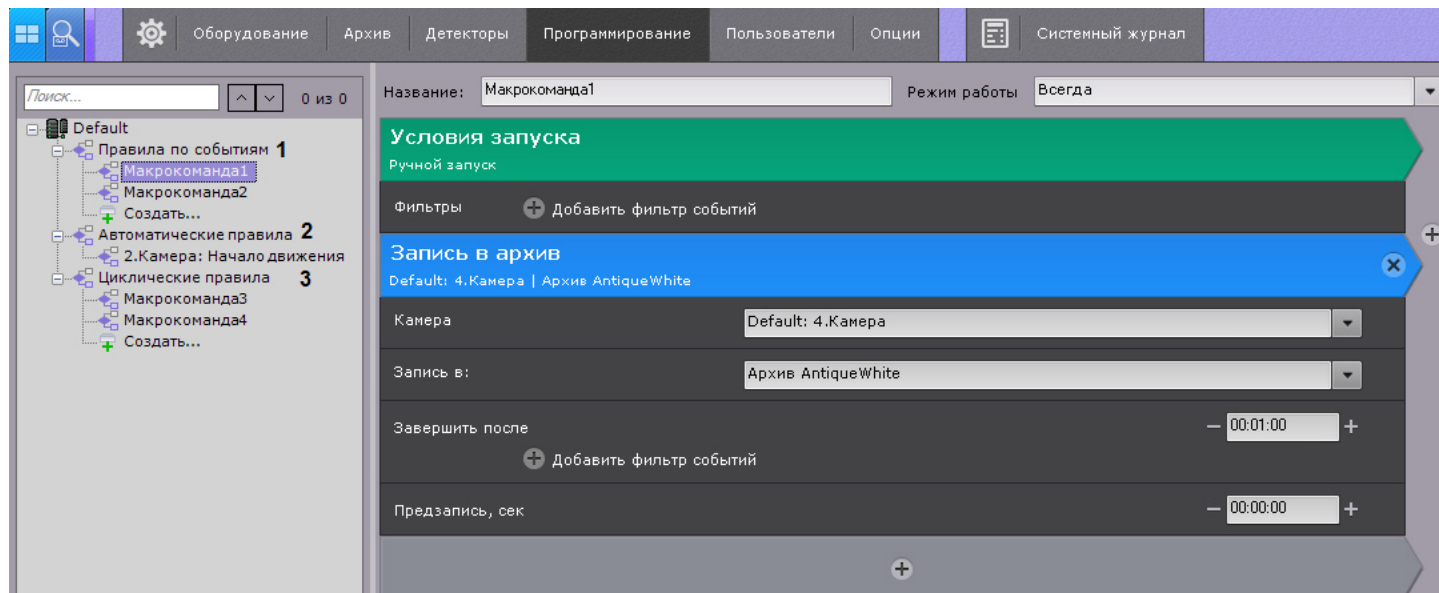 Оборудование Архив Детекторы Программирование Пользователи Опции Системный журнал
Поиск... 0 из 0
Default
Правила по событиям 1
Макрокоманда1
Макрокоманда2
Создать...
Автоматические правила 2
2.Камера: Начало движения
Циклические правила 3
Макрокоманда3
Макрокоманда4
Создать...
Название: Макрокоманда1 Режим работы Всегда
Условия запуска
Ручной запуск
Фильтры Добавить фильтр событий
Запись в архив
Default: 4.Камера | Архив AntiqueWhite
Камера Default: 4.Камера
Запись в: Архив AntiqueWhite
Завершить после 00:01:00
Добавить фильтр событий
Предзапись, сек 00:00:00